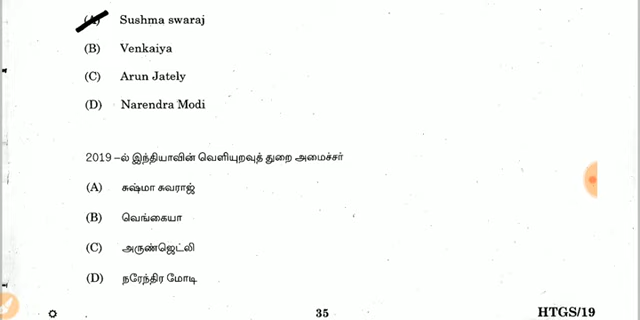 (A) Sushma swaraj
(B) Venkaiya
(C) Arun Jately
(D) Narendra Modi
2019 –ல் இந்தியாவின் வெளியுறவுத் துறை அமைச்சர்
(A) சுஷ்மா சுவராஜ்
(B) வெங்கையா
(C) அருண்ஜெட்லி
(D) நரேந்திர மோடி
35 HTGS/19